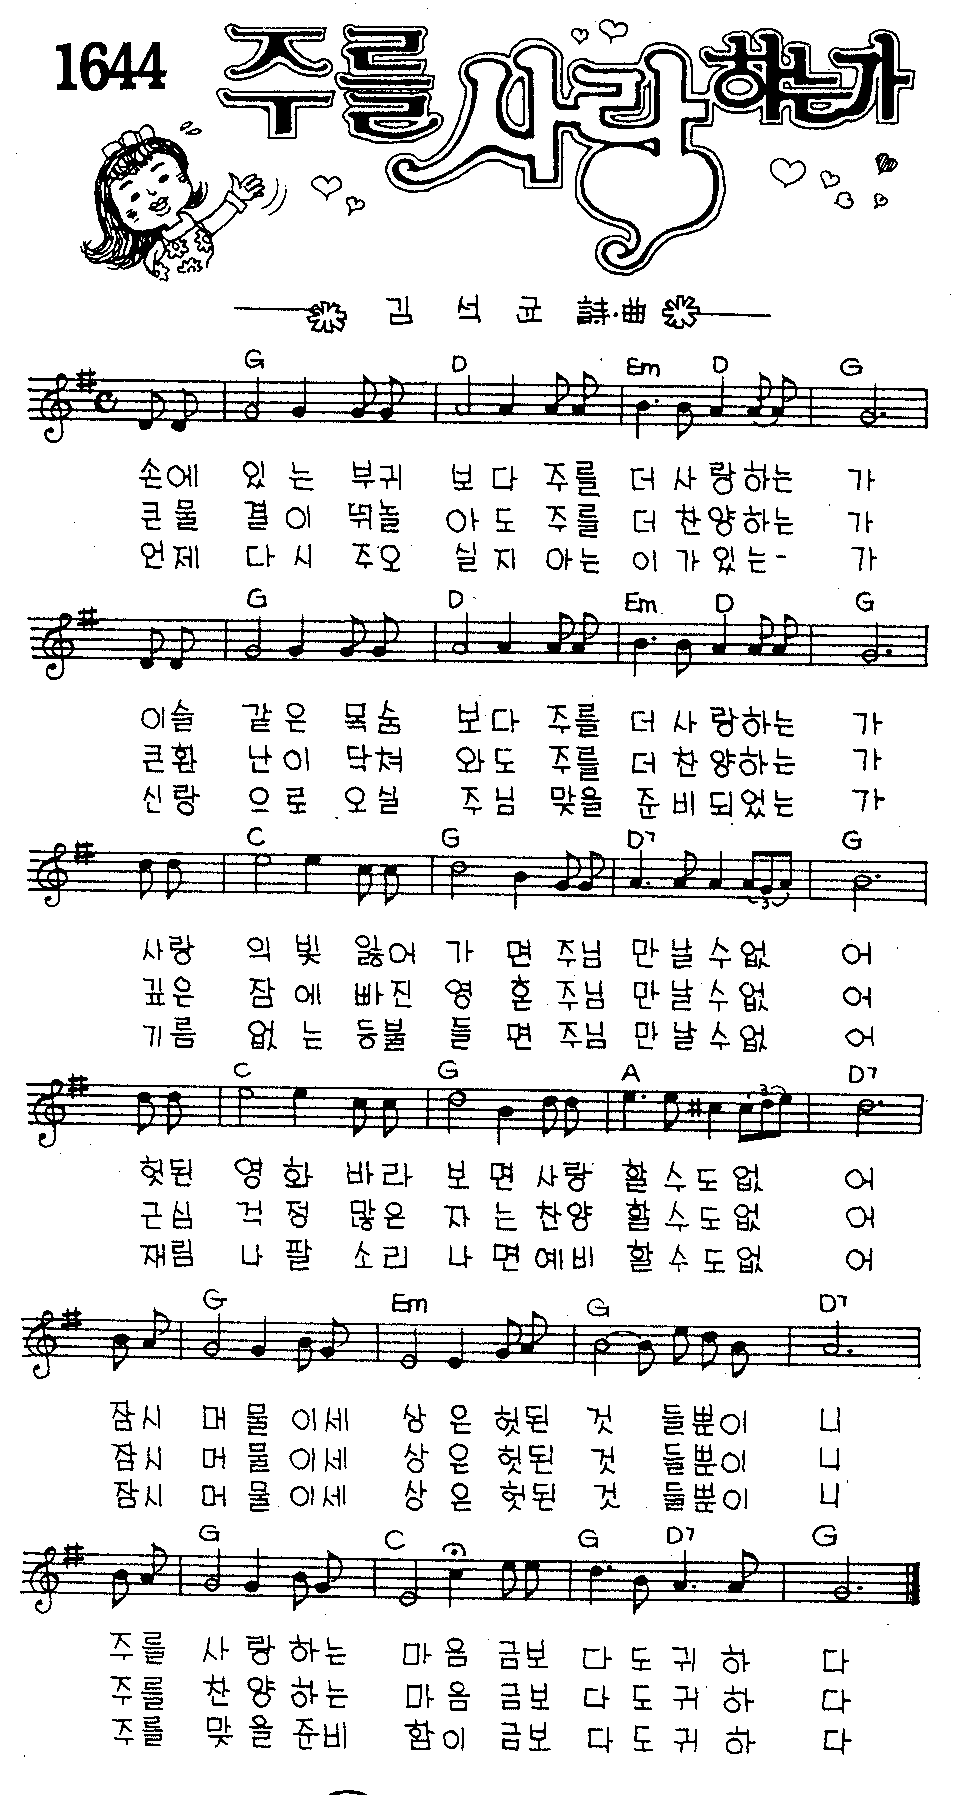 1644
주를 사랑하는가
김 석 균 詩·曲
G D Em D G
손에 있 는 부귀 보 다 주를 더 사 랑하는 가
큰물 결이 뛰놀 아 도 주를 더 찬양하는 가
언제 다 시 주오 실 지 아는 이 가 있는- 가
G D Em D G
이슬 같 은 목숨 보 다 주를 더 사 랑하는 가
큰환 난이 닥쳐 와 도 주를 더 찬 양하는 가
신랑 으로 오실 주 님 맞을 준 비 되었는 가
C G D7 G
사랑 의 빛 잃어 가 면 주님 만 날 수 없 어
깊은 잠 에 빠진 영 혼 주님 만 날 수 없 어
기름 없 는 등불 들 면 주님 만 날 수 없 어
C G A D7
3
헛된 영 화 바라 보 면 사랑 할 수 도 없 어
근심 걱 정 많은 자 는 찬양 할 수 도 없 어
재림 나 팔 소리 나 면 예비 할 수 도 없 어
G Em G D7
잠시 머 물 이세 상 은 헛된 것 들뿐이 니
잠시 머 물 이세 상 은 헛된 것 들뿐이 니
잠시 머 물 이세 상 은 헛된 것 들뿐이 니
G C G D7 G
주를 사 랑 하는 마 음 금보 다 도 귀 하 다
주를 찬 양 하는 마 음 금보 다 도 귀 하 다
주를 맞 을 준비 함 이 금보 다 도 귀 하 다